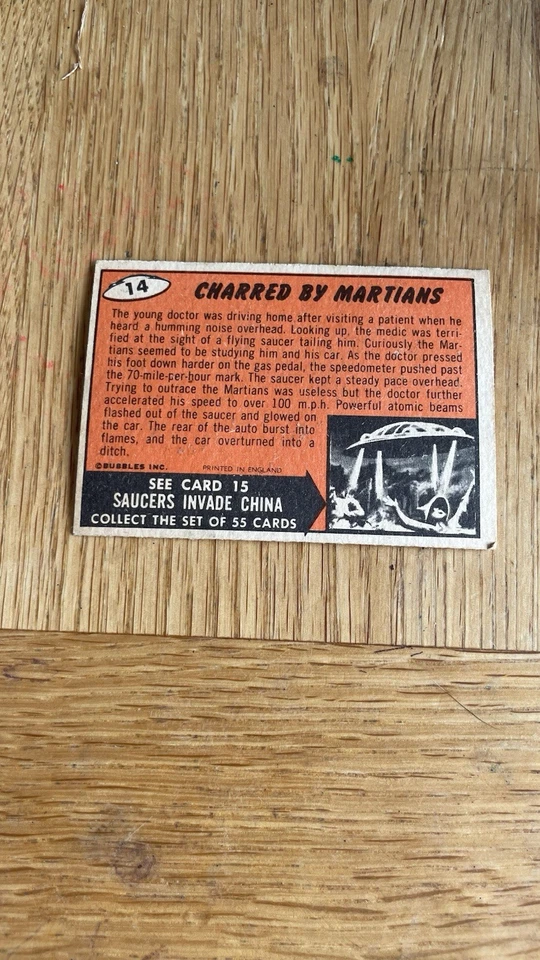 14
CHARRED BY MARTIANS
The young doctor was driving home after visiting a patient when he
heard a humming noise overhead. Looking up, the medic was terri-
fied at the sight of a flying saucer tailing him. Curiously the Mar-
tians seemed to be studying him and his car. As the doctor pressed
his foot down harder on the gas pedal, the speedometer pushed past
the 70-mile-per-hour mark. The saucer kept a steady pace overhead.
Trying to outrace the Martians was useless but the doctor further
accelerated his speed to over 100 m.p.h. Powerful atomic beams
flashed out of the saucer and glowed on
the car. The rear of the auto burst into
flames, and the car overturned into a
ditch.
©BUBBLES INC. PRINTED IN ENGLAND
SEE CARD 15
SAUCERS INVADE CHINA
COLLECT THE SET OF 55 CARDS